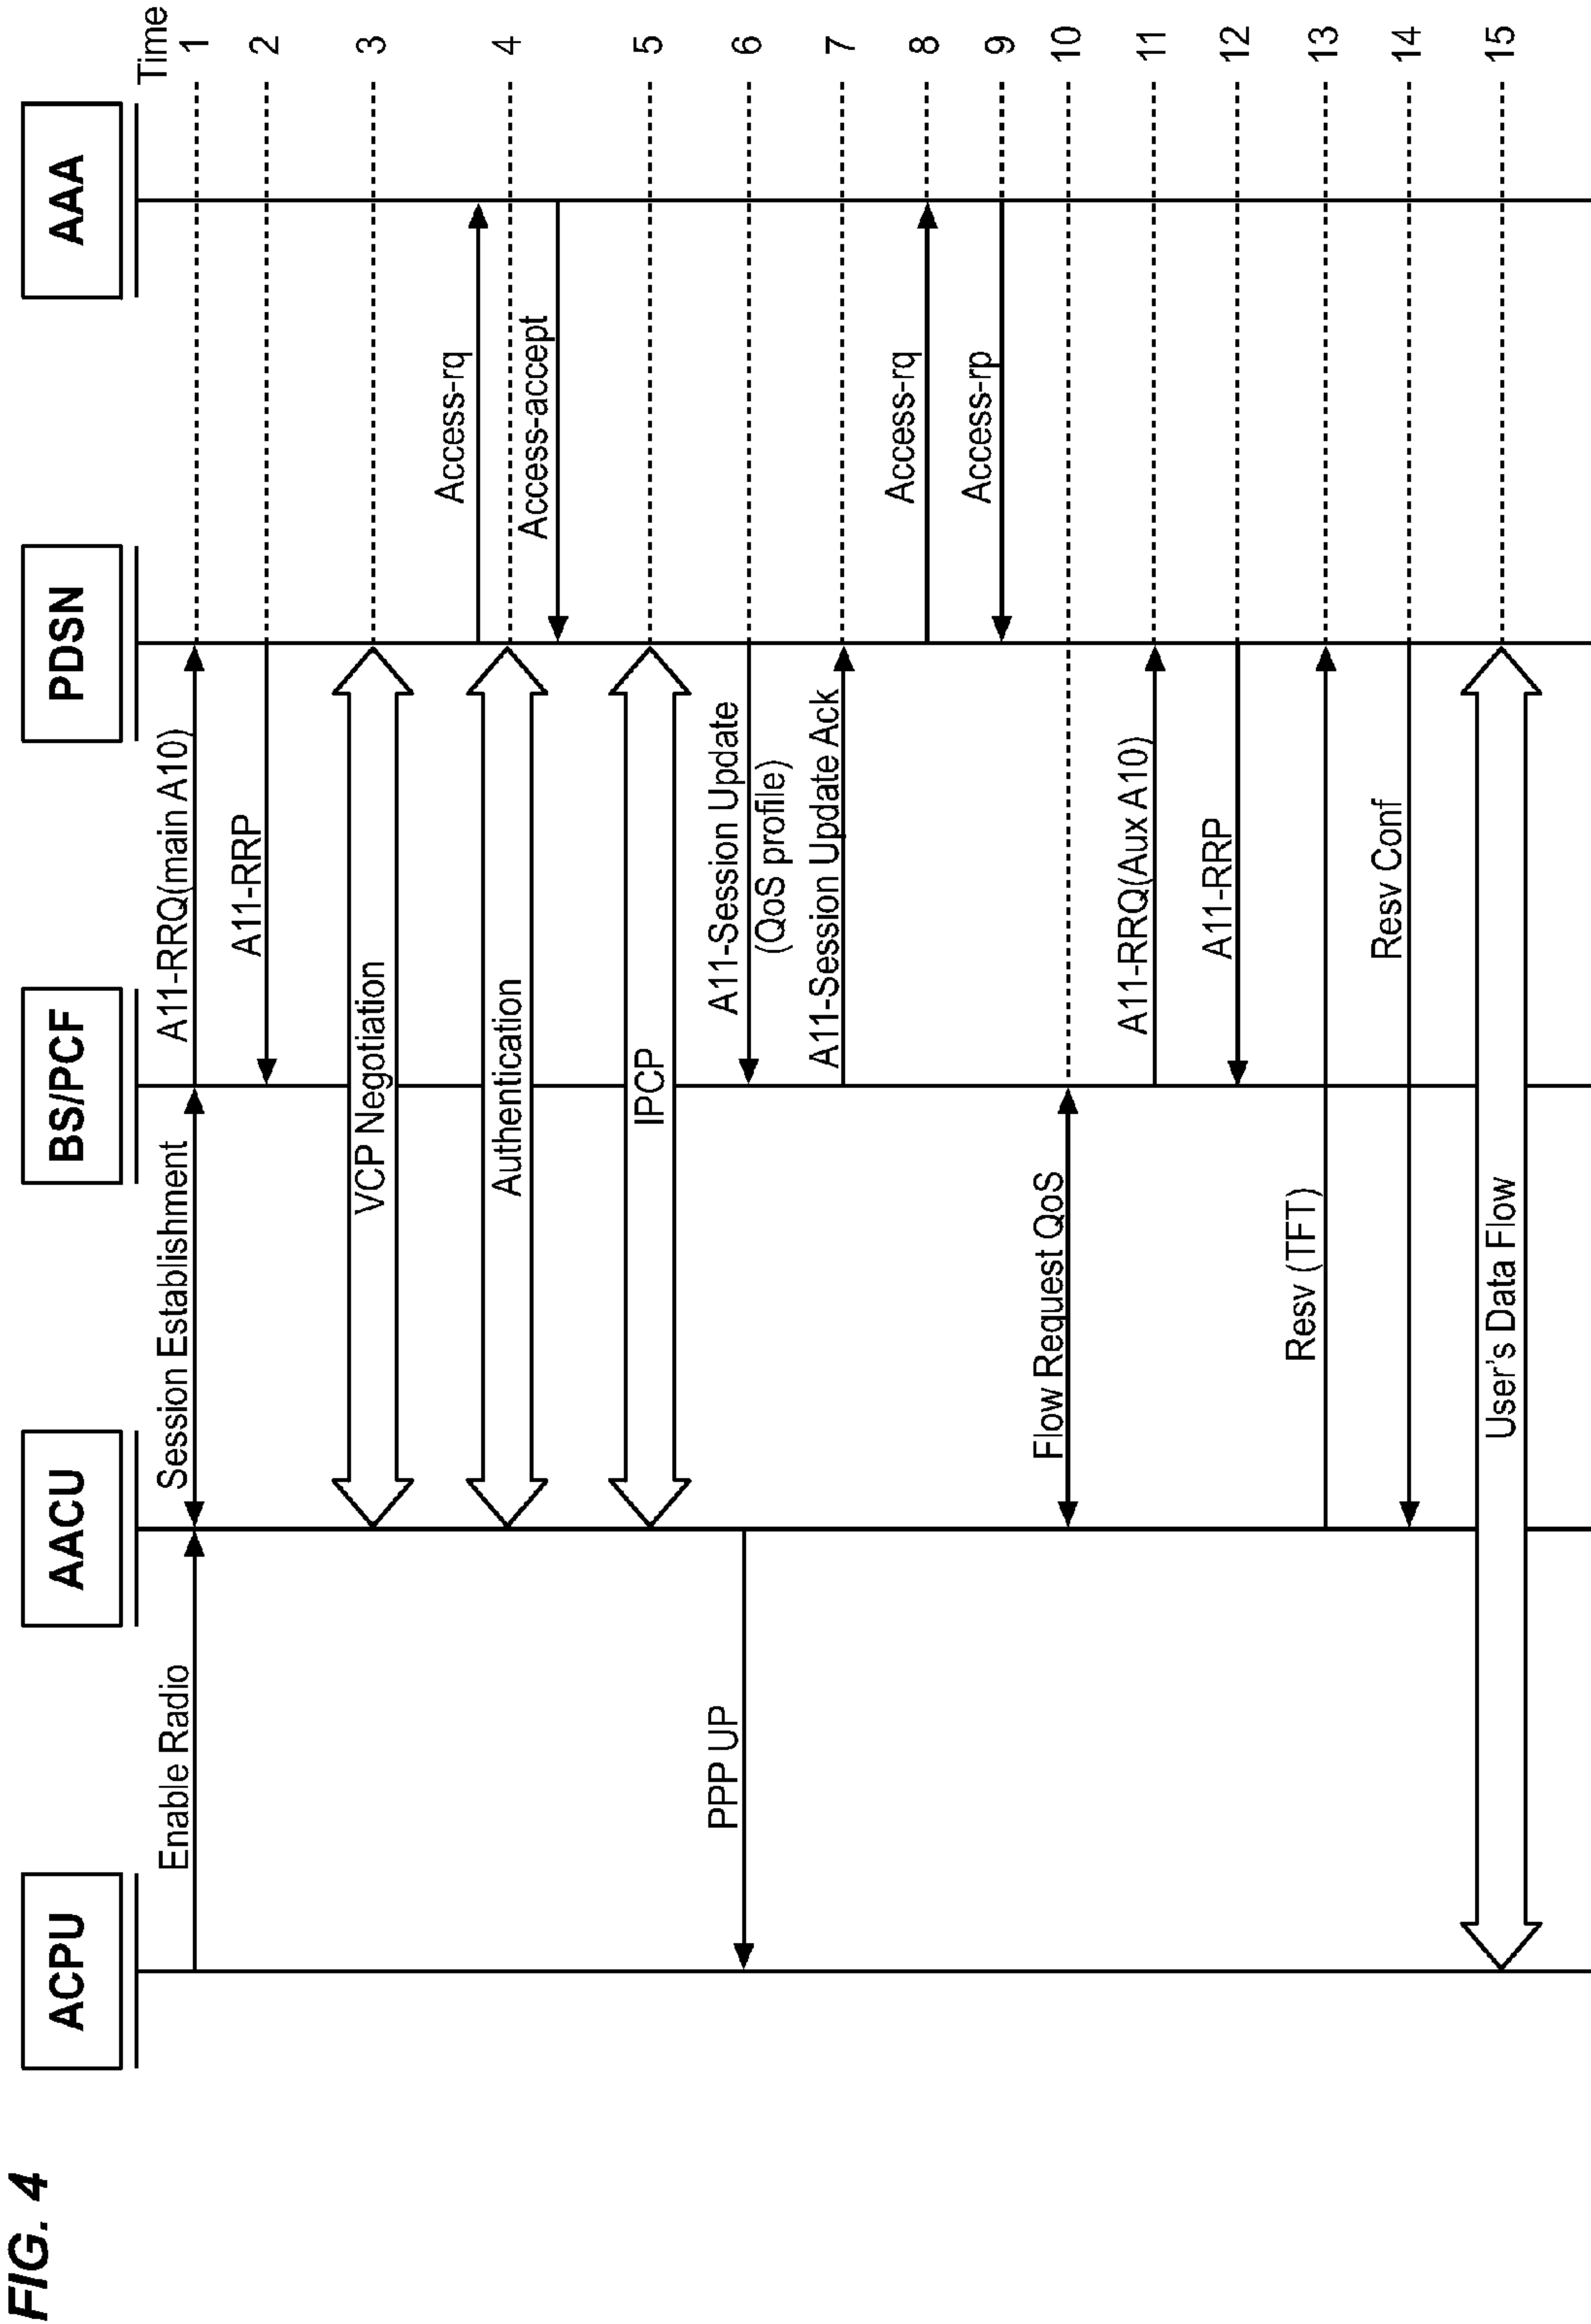 FIG. 4
ACPU
AACU
BS/PCF
PDSN
AAA
Time
Enable Radio
Session Establishment
A11-RRQ(main A10)
1
A11-RRP
2
VCP Negotiation
3
Access-rq
Authentication
4
Access-accept
IPCP
5
PPP UP
A11-Session Update
(QoS profile)
6
A11-Session Update Ack
7
Access-rq
8
Access-rp
9
Flow Request QoS
10
A11-RRQ(Aux A10)
11
A11-RRP
12
Resv (TFT)
13
Resv Conf
14
User's Data Flow
15